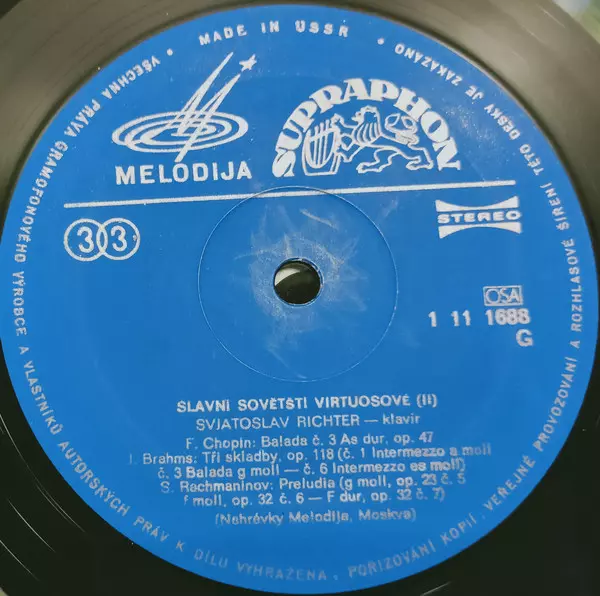 VŠECHNA PRÁVA GRAMOFONOVÉHO VÝROBCE A VLASTNÍKŮ AUTORSKÝCH PRÁV K DÍLU VYHRAŽENA. POŘIZOVÁNÍ KOPIÍ, VEŘEJNÉ PROVOZOVÁNÍ A ROZHLASOVÉ ŠÍŘENÍ TÉTO DESKY JE ZAKÁZÁNO • MADE IN USSR •
MELODIJA
SUPRAPHON
33
STEREO
OSA
1 11 1688
G
SLAVNÍ SOVĚTŠTÍ VIRTUOSOVÉ (II)
SVJATOSLAV RICHTER — klavír
F. Chopin: Balada č. 3 As dur, op. 47
J. Brahms: Tři skladby, op. 118 (č. 1 Intermezzo a moll
č. 3 Balada g moll — č. 6 Intermezzo es moll)
S. Rachmaninov: Preludia (g moll, op. 23 č. 5
f moll, op. 32 č. 6 — F dur, op. 32 č. 7)
(Nahrávky Melodija, Moskva)